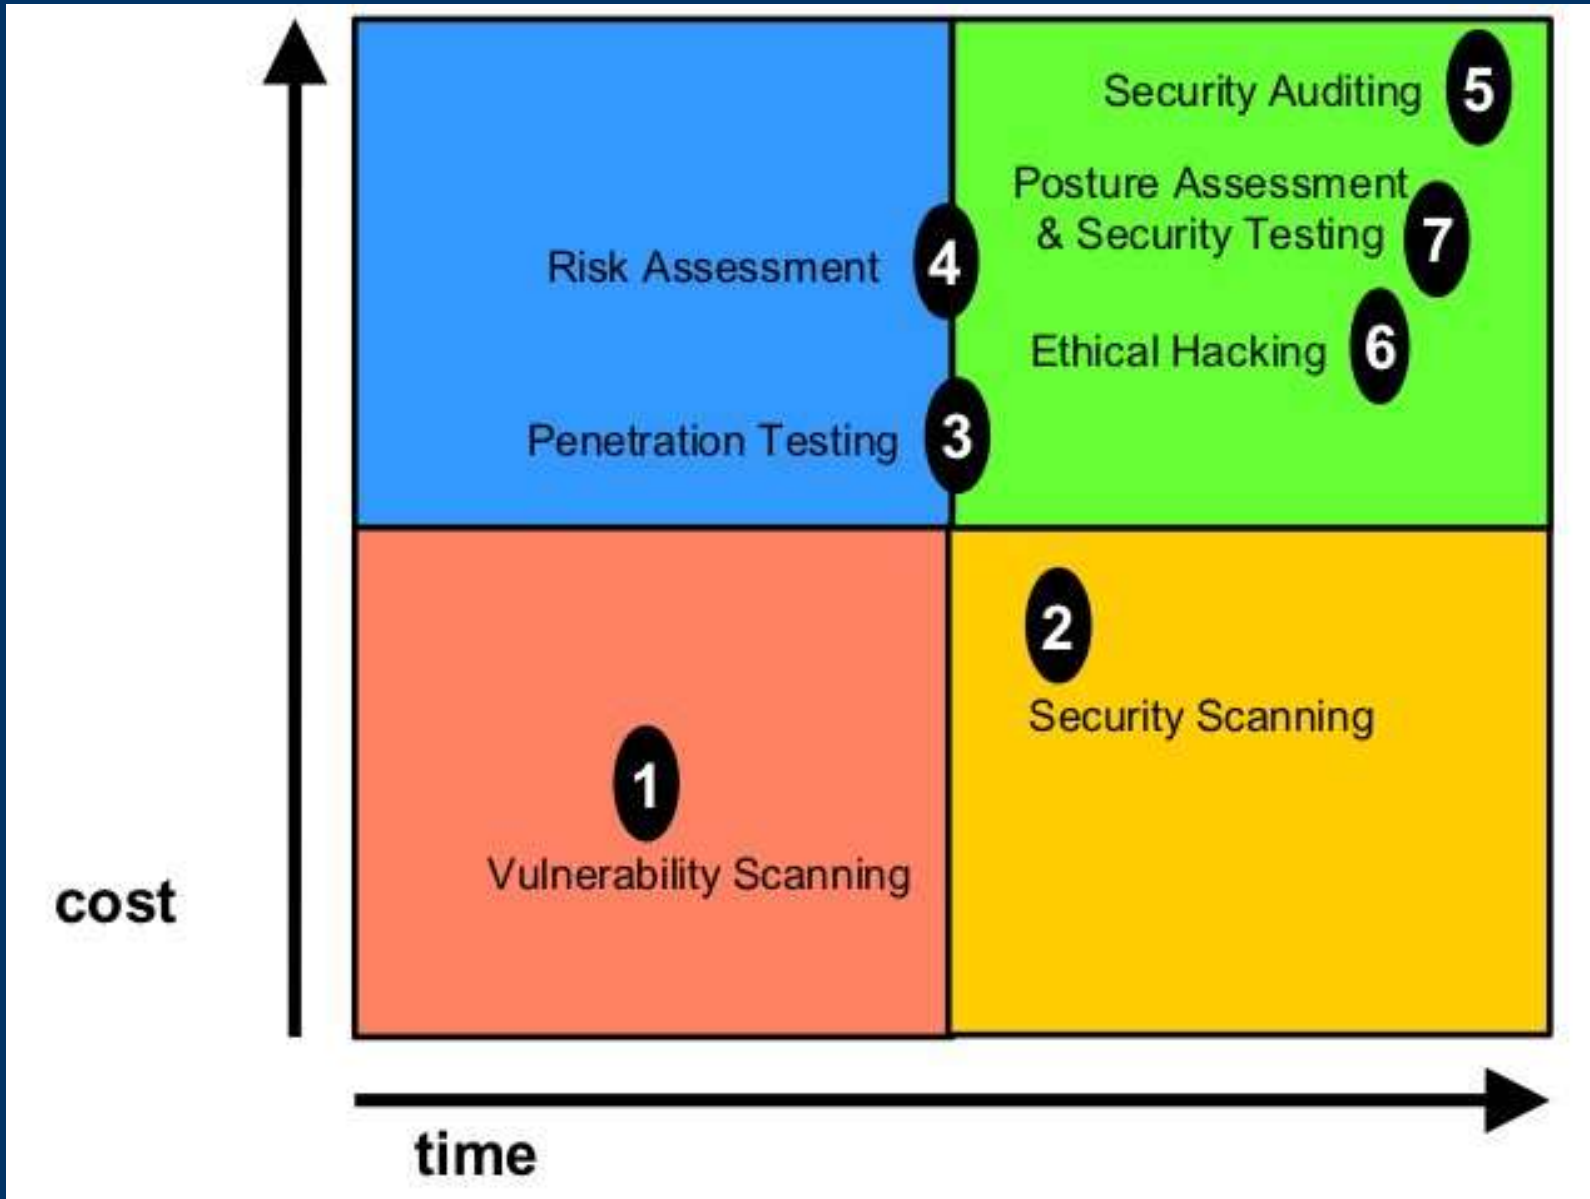 Security Auditing 5
Posture Assessment
& Security Testing 7
Risk Assessment 4
Ethical Hacking 6
Penetration Testing 3
2
Security Scanning
1
Vulnerability Scanning
cost
time